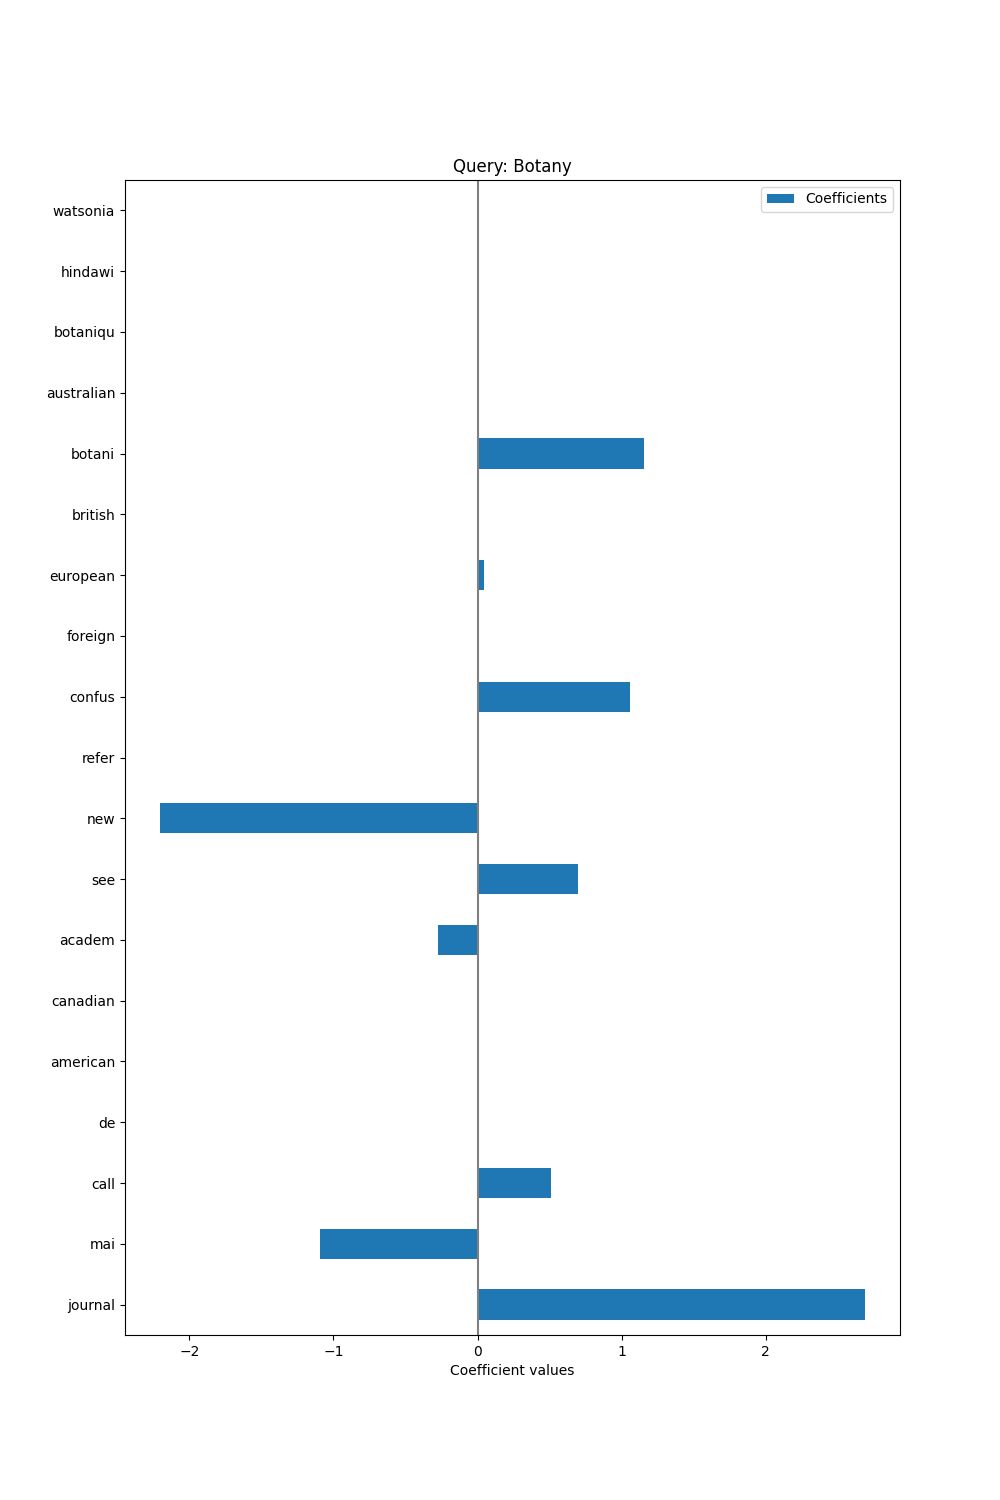 Query: Botany
Coefficients
watsonia
hindawi
botaniqu
australian
botani
british
european
foreign
confus
refer
new
see
academ
canadian
american
de
call
mai
journal
−2 −1 0 1 2
Coefficient values